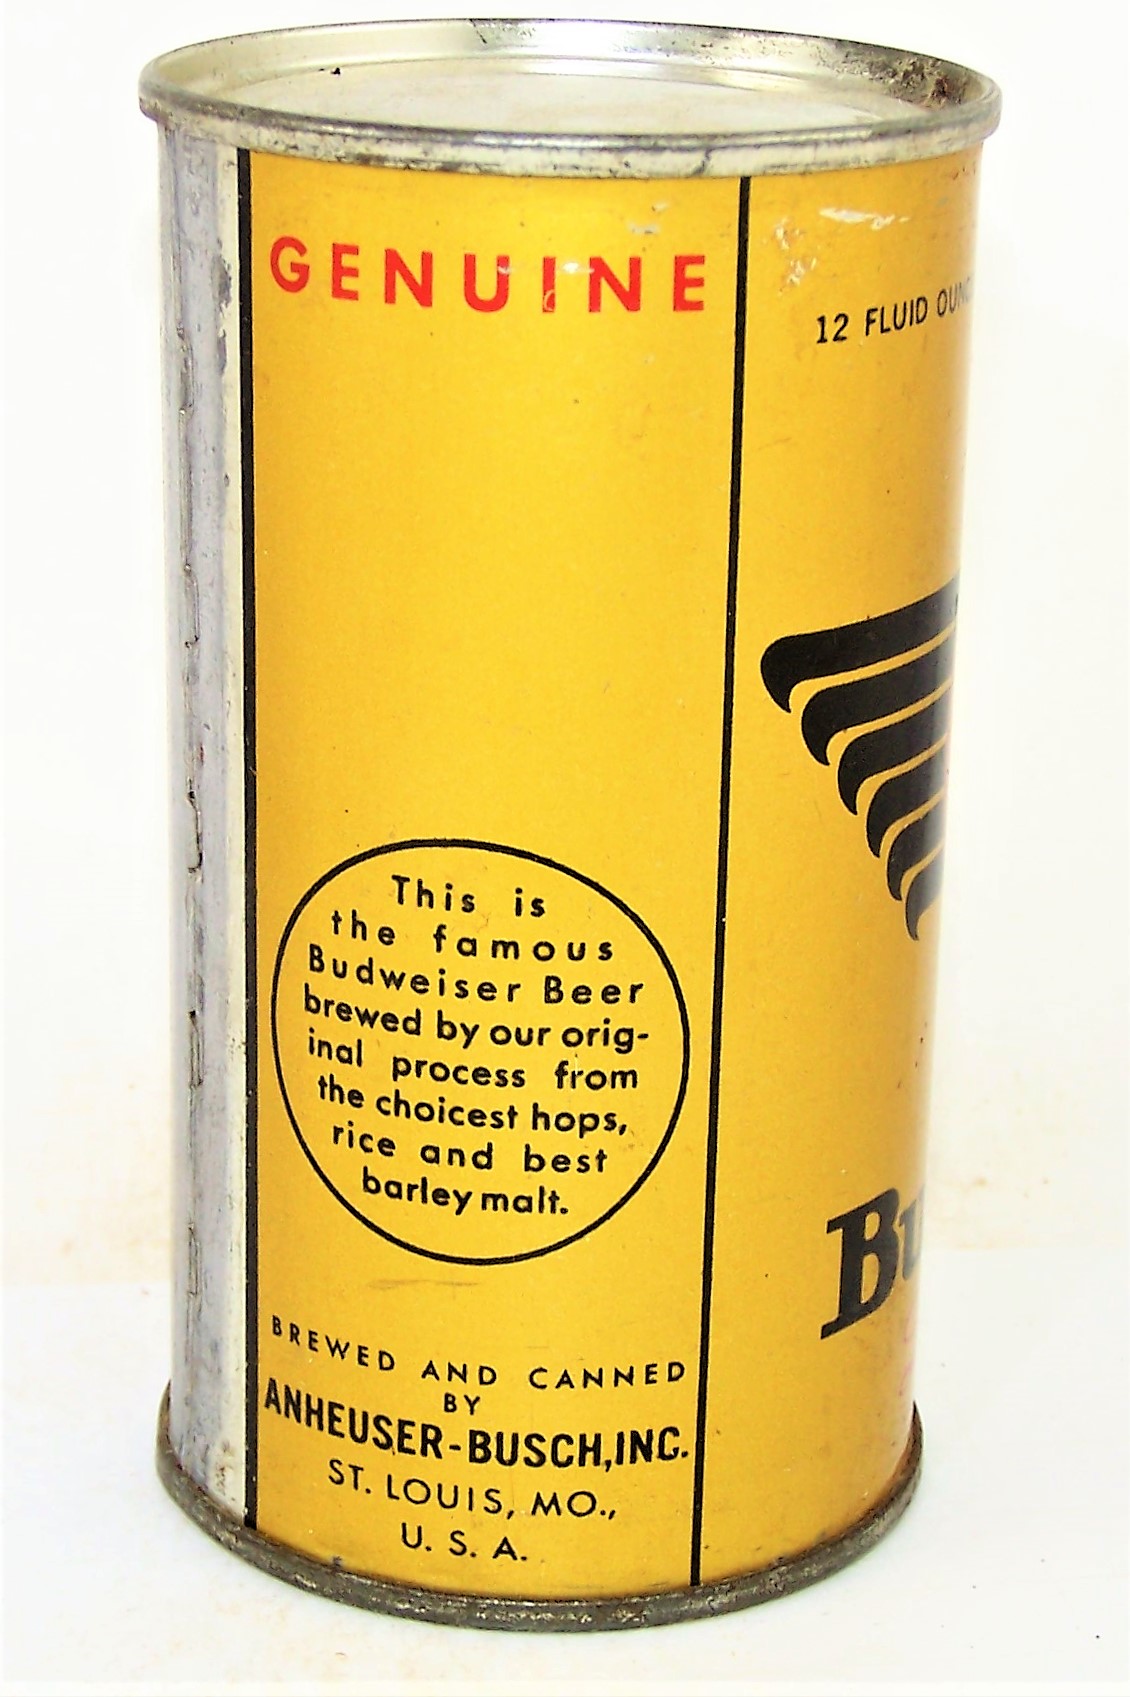 GENUINE
12 FLUID
This is
the famous
Budweiser Beer
brewed by our orig-
inal process from
the choicest hops,
rice and best
barley malt.
BREWED AND CANNED
BY
ANHEUSER-BUSCH, INC.
ST. LOUIS, MO.,
U. S. A.